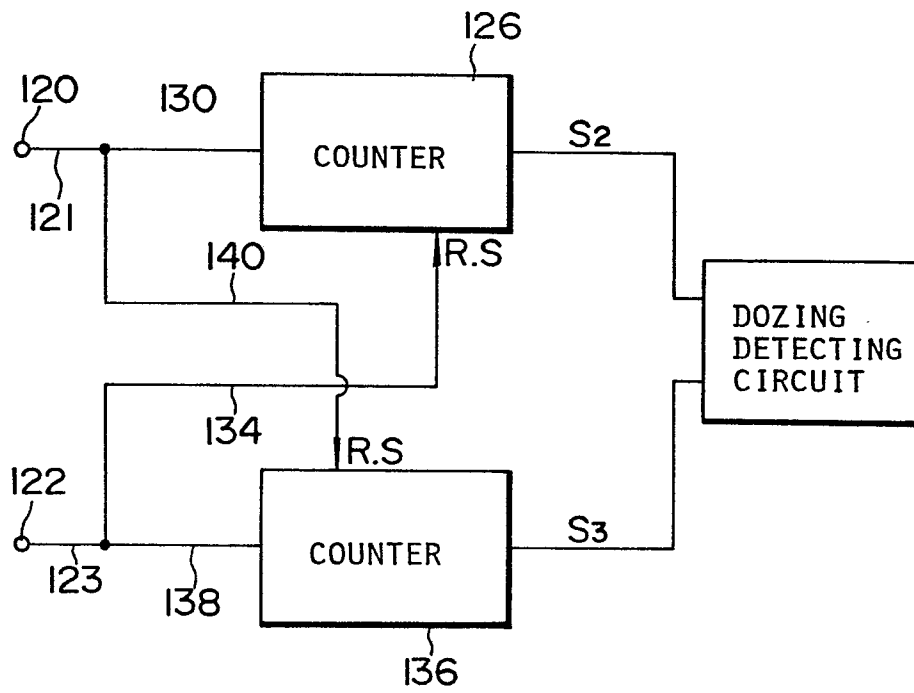 126
120
130
COUNTER
S2
121
140
R.S
DOZING
DETECTING
CIRCUIT
134
R.S
122
COUNTER
S3
123
138
136